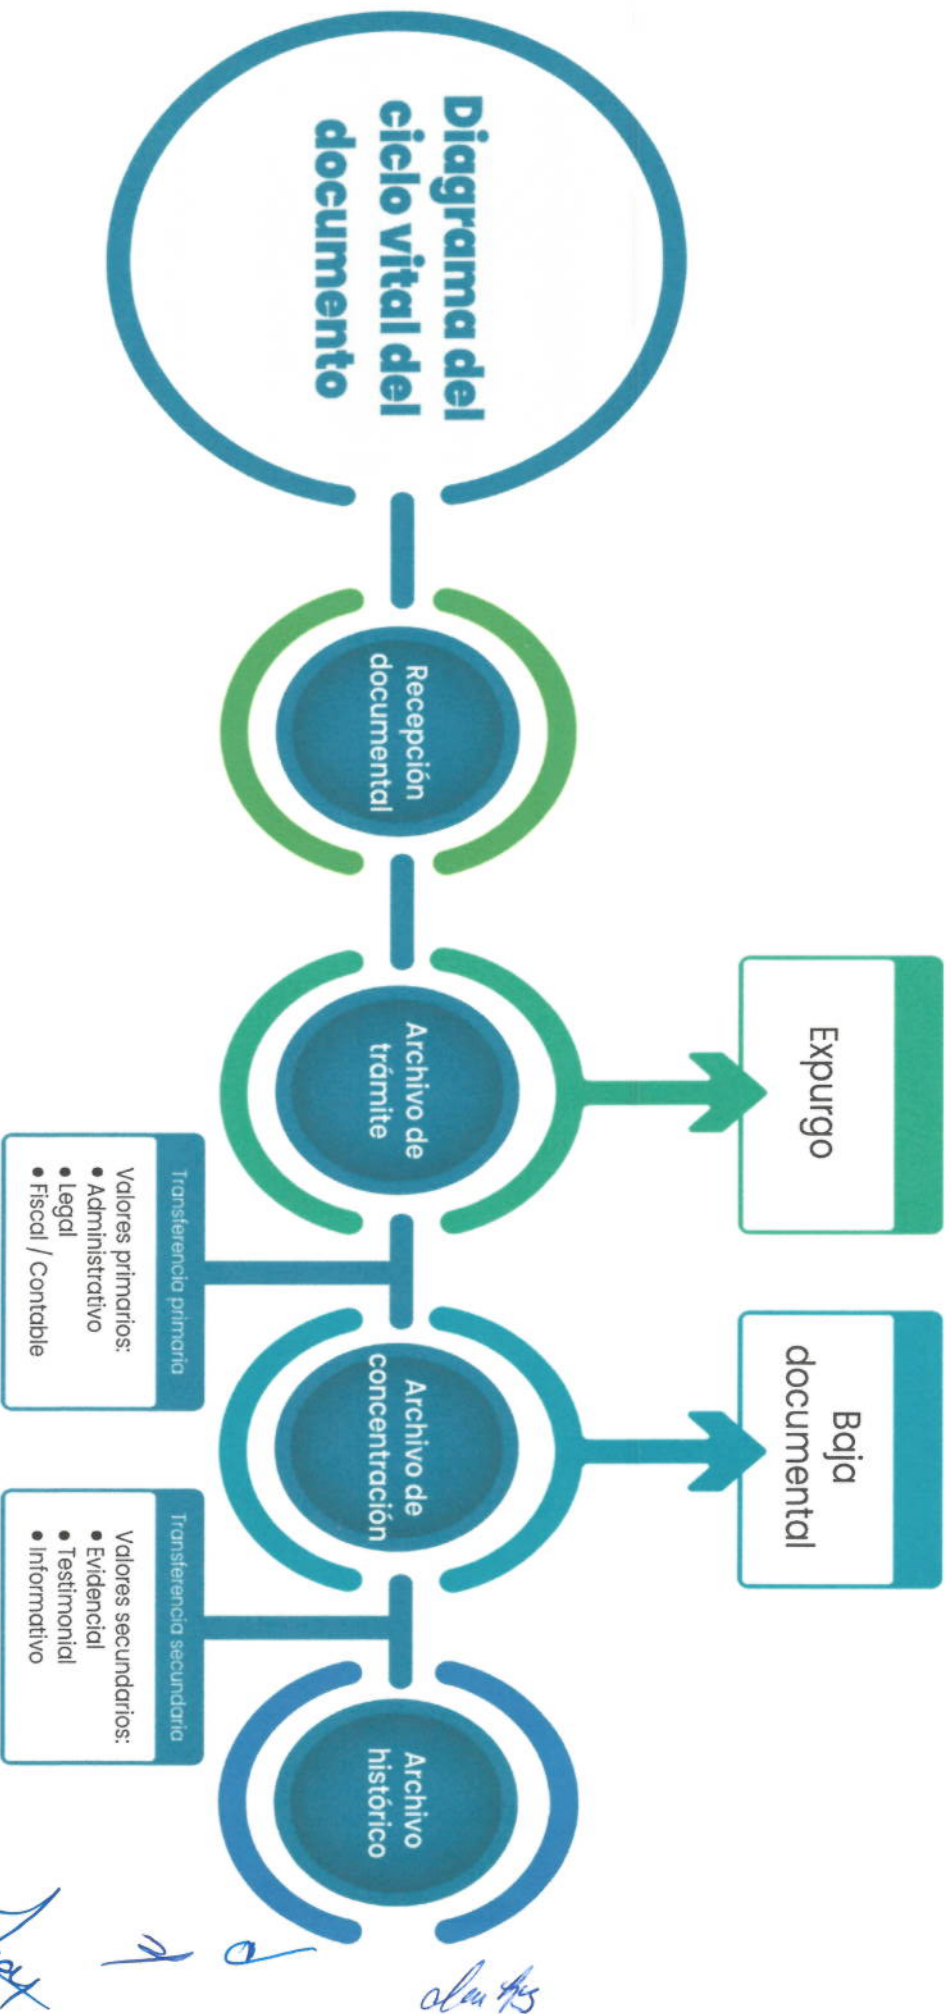 Diagrama del
ciclo vital del
documento
Recepción
documental
Expurgo
Archivo de
trámite
Transferencia primaria
Valores primarios:
• Administrativo
• Legal
• Fiscal / Contable
Baja
documental
Archivo de
concentración
Transferencia secundaria
Valores secundarios:
• Evidencial
• Testimonial
• Informativo
Archivo
histórico